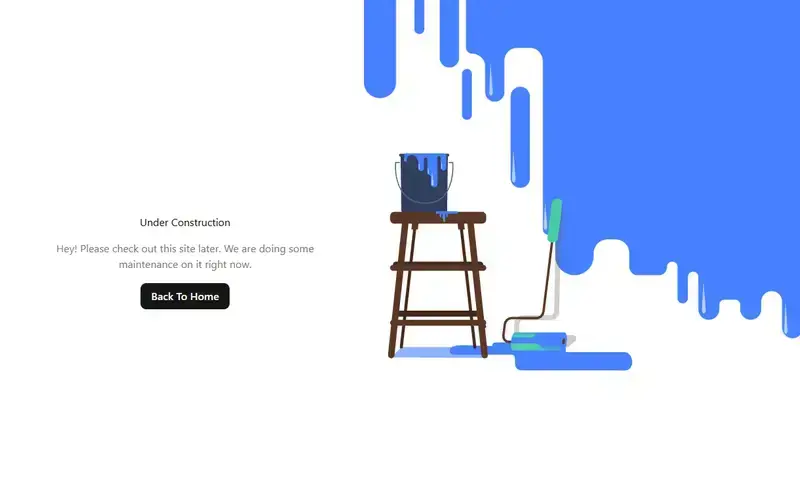 Under Construction
Hey! Please check out this site later. We are doing some
maintenance on it right now.
Back To Home